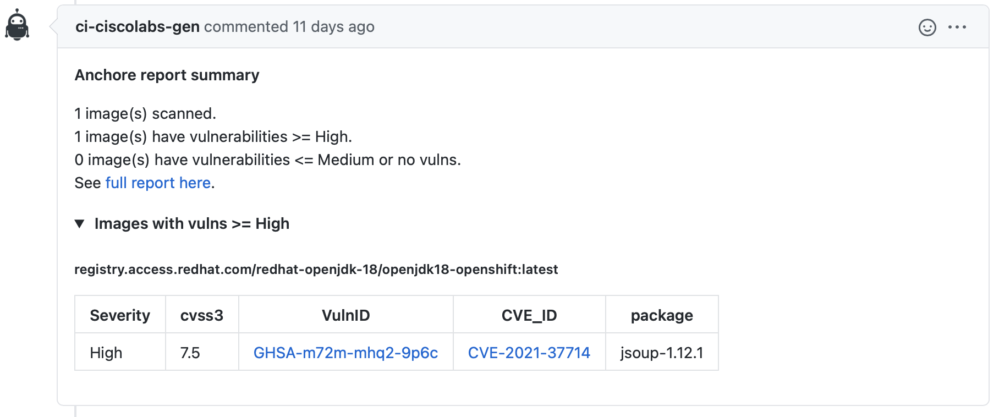 ci-ciscolabs-gen commented 11 days ago
Anchore report summary
1 image(s) scanned.
1 image(s) have vulnerabilities >= High.
0 image(s) have vulnerabilities <= Medium or no vulns.
See full report here.
▼ Images with vulns >= High
registry.access.redhat.com/redhat-openjdk-18/openjdk18-openshift:latest
Severity cvss3 VulnID CVE_ID package
High 7.5 GHSA-m72m-mhq2-9p6c CVE-2021-37714 jsoup-1.12.1